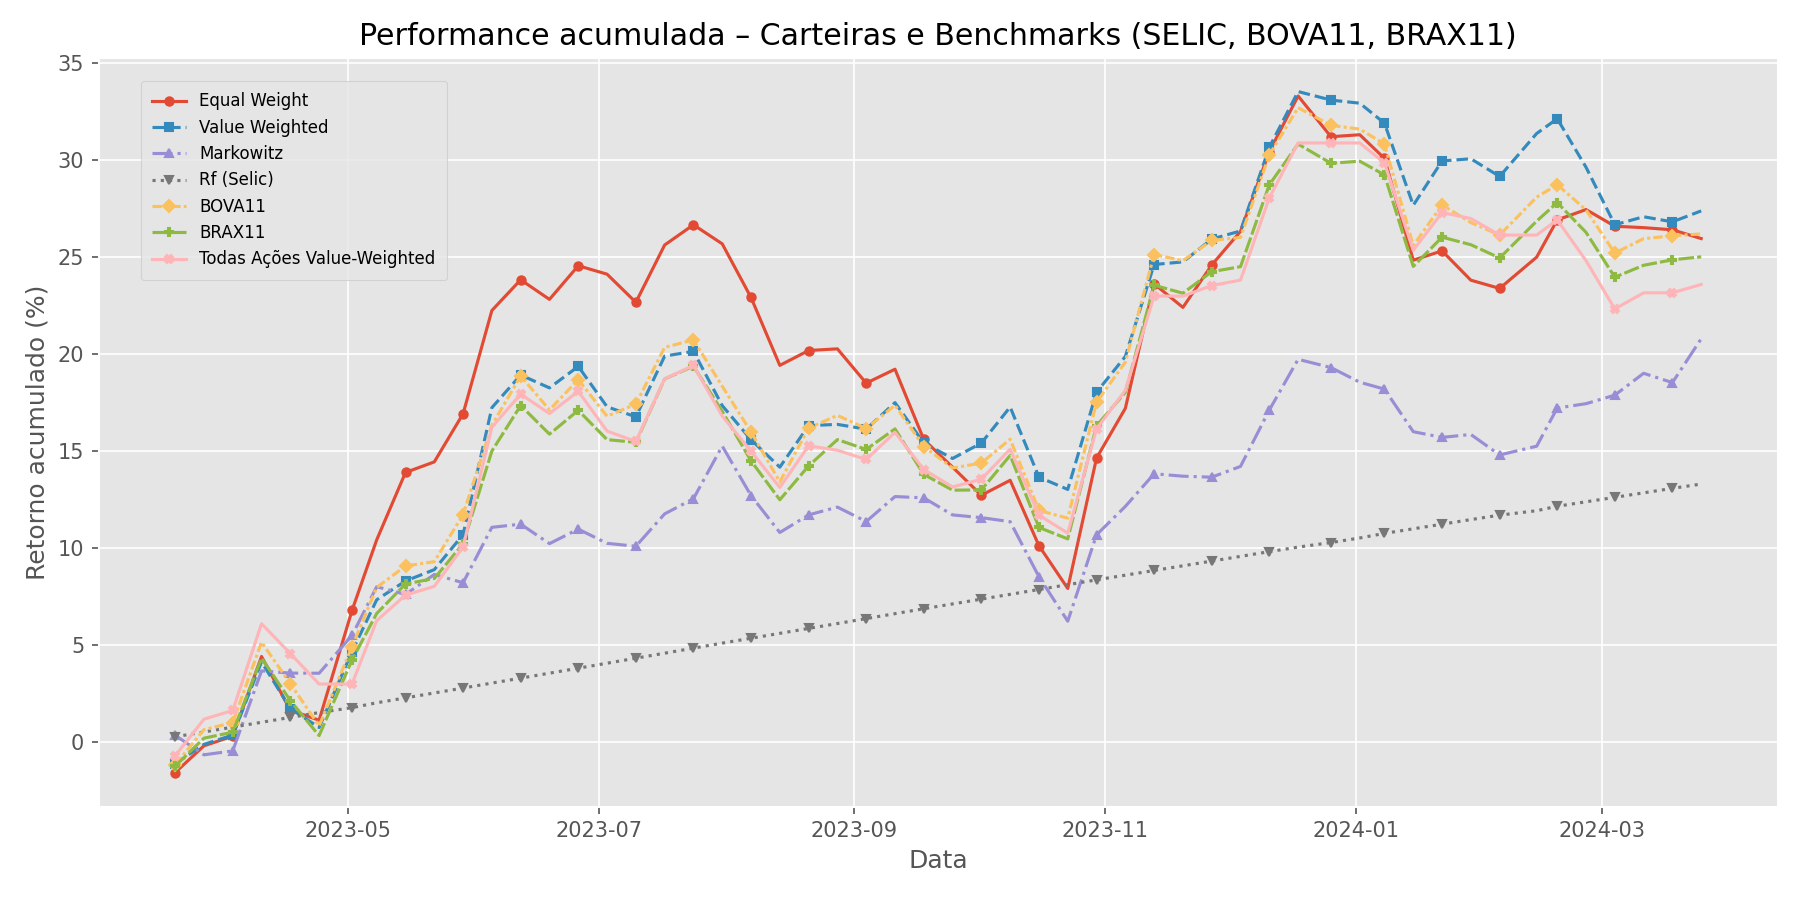 Performance acumulada – Carteiras e Benchmarks (SELIC, BOVA11, BRAX11)
Equal Weight
Value Weighted
Markowitz
Rf (Selic)
BOVA11
BRAX11
Todas Ações Value-Weighted
Retorno acumulado (%)
35
30
25
20
15
10
5
0
2023-05
2023-07
2023-09
2023-11
2024-01
2024-03
Data